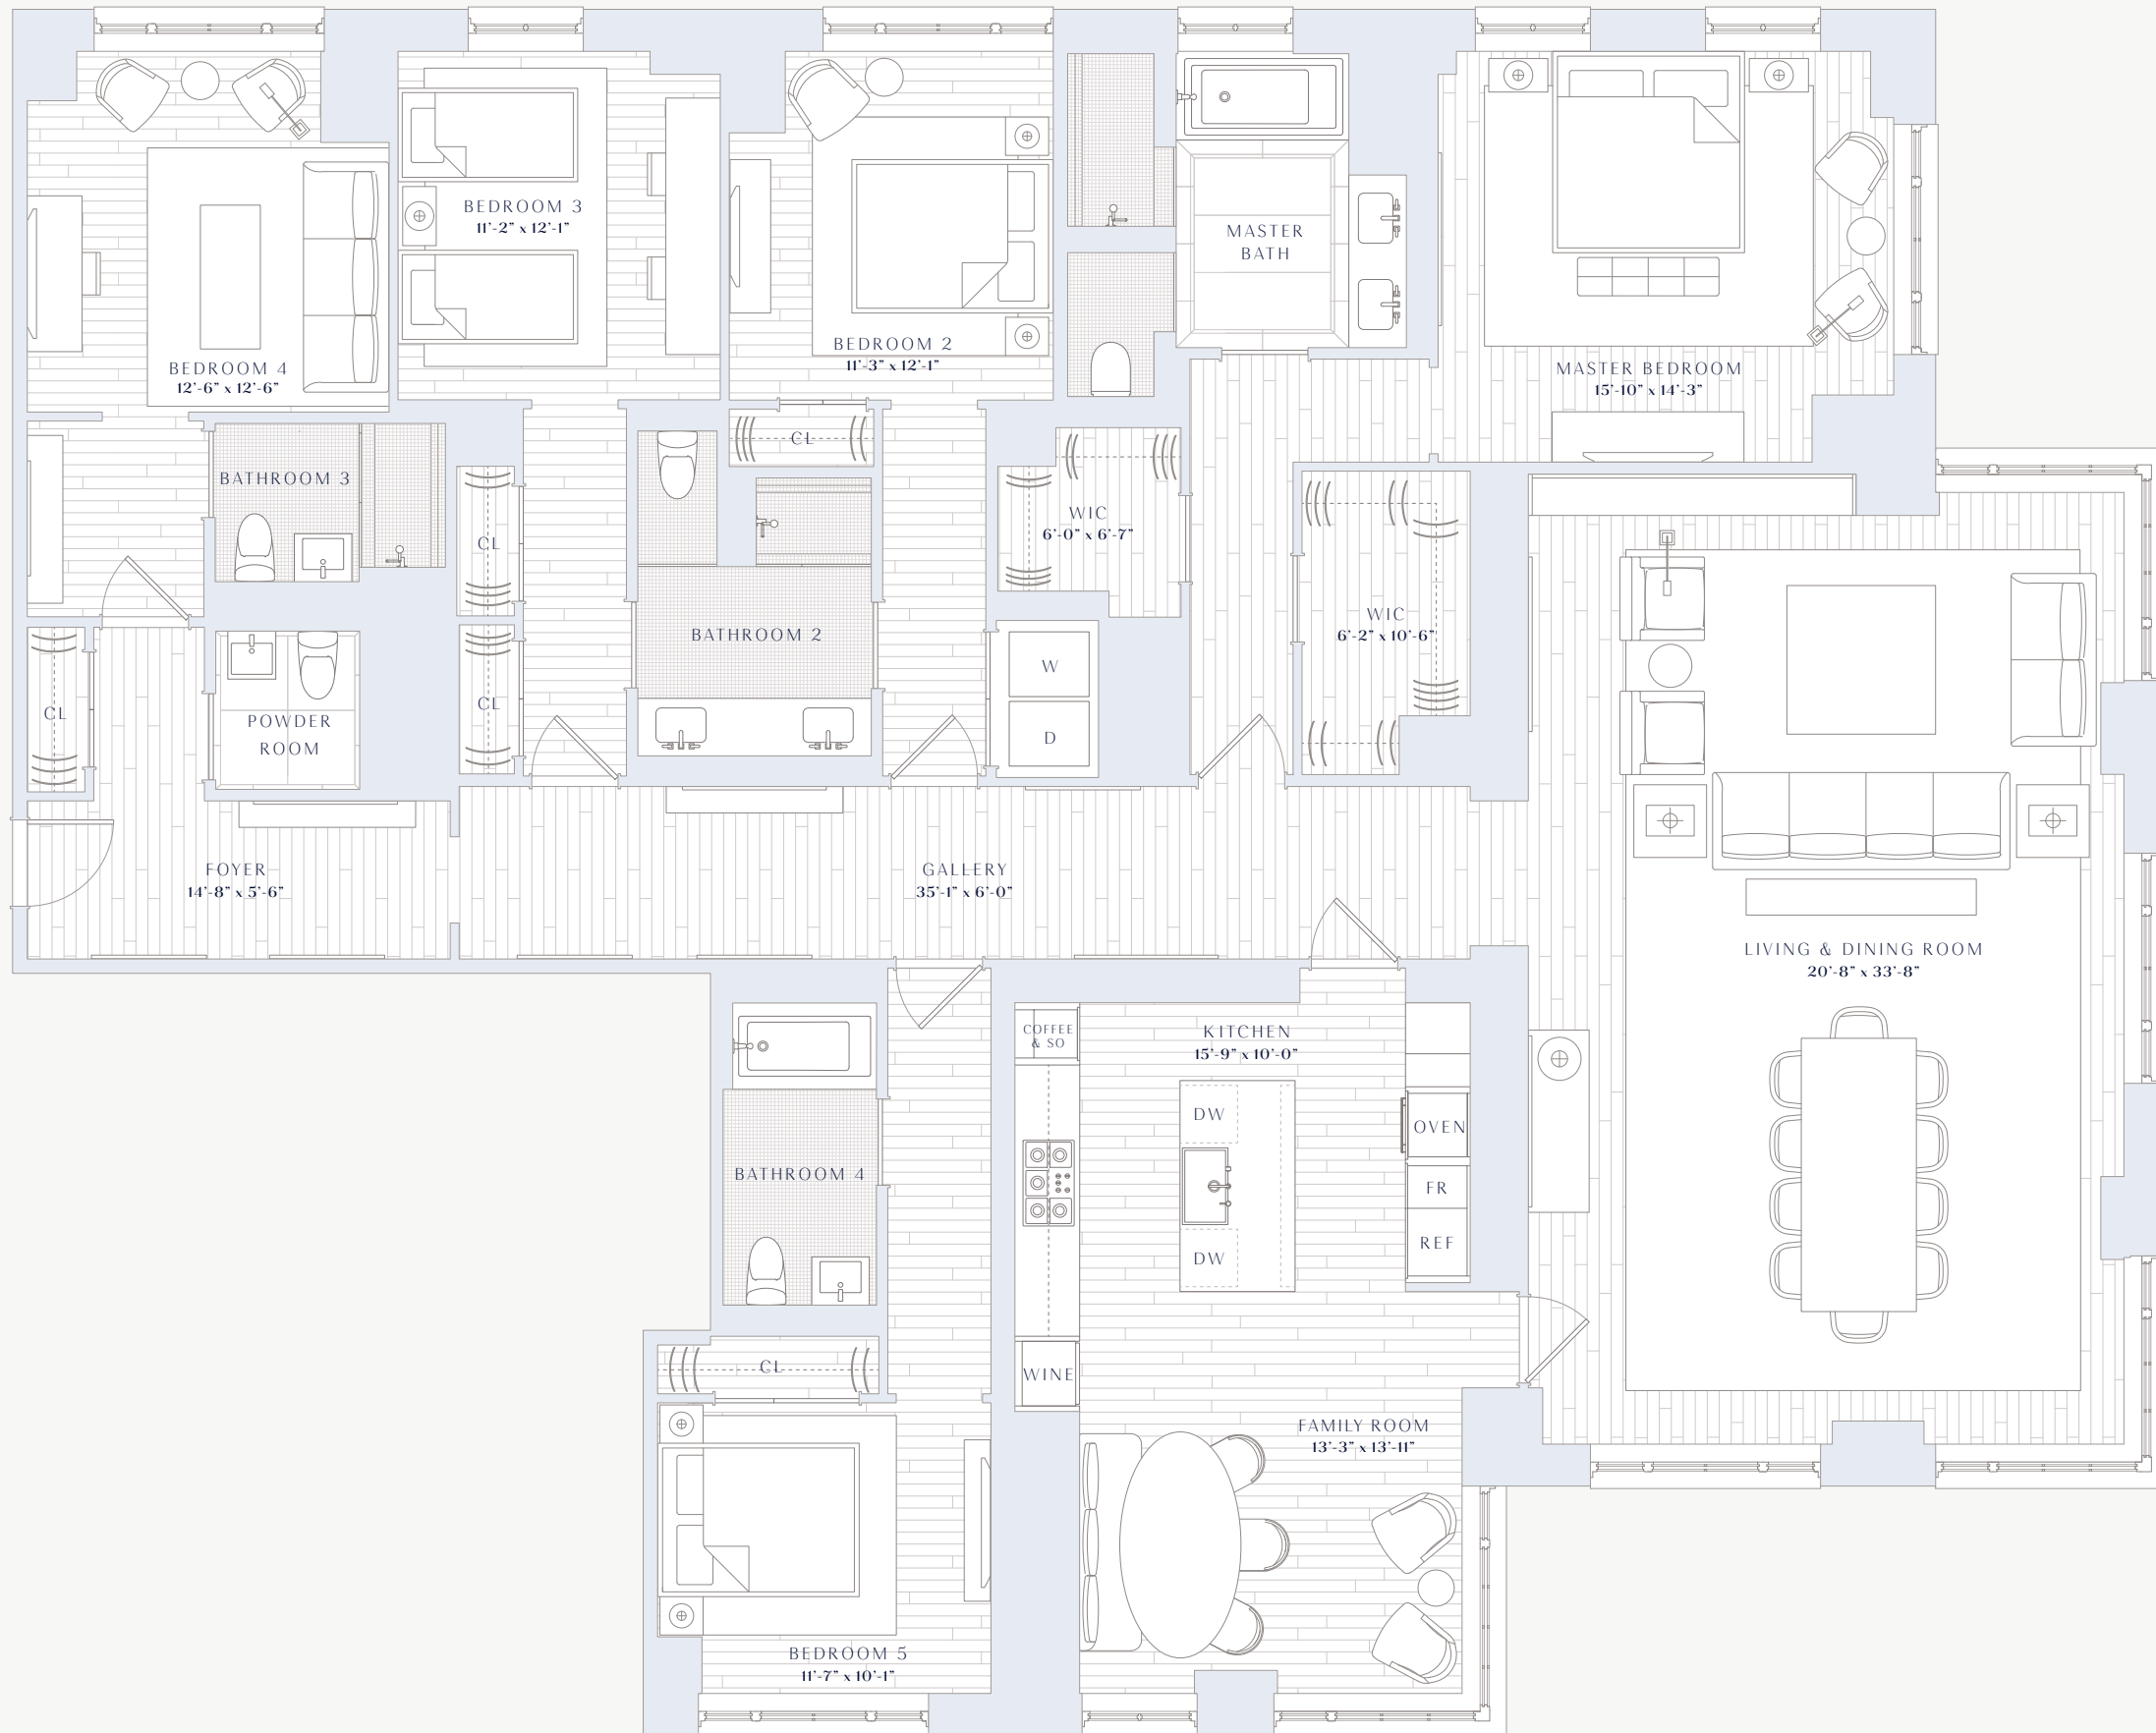 BEDROOM 4
12'-6" x 12'-6"
BEDROOM 3
11'-2" x 12'-1"
BEDROOM 2
11'-3" x 12'-1"
MASTER
BATH
MASTER BEDROOM
15'-10" x 14'-3"
BATHROOM 3
CL
CL
WIC
6'-0" x 6'-7"
CL
WIC
6'-2" x 10'-6"
BATHROOM 2
W
D
CL
CL
POWDER
ROOM
FOYER
14'-8" x 5'-6"
GALLERY
35'-1" x 6'-0"
LIVING & DINING ROOM
20'-8" x 33'-8"
COFFEE
& SO
KITCHEN
15'-9" x 10'-0"
DW
OVEN
BATHROOM 4
FR
DW
REF
CL
WINE
FAMILY ROOM
13'-3" x 13'-11"
BEDROOM 5
11'-7" x 10'-1"